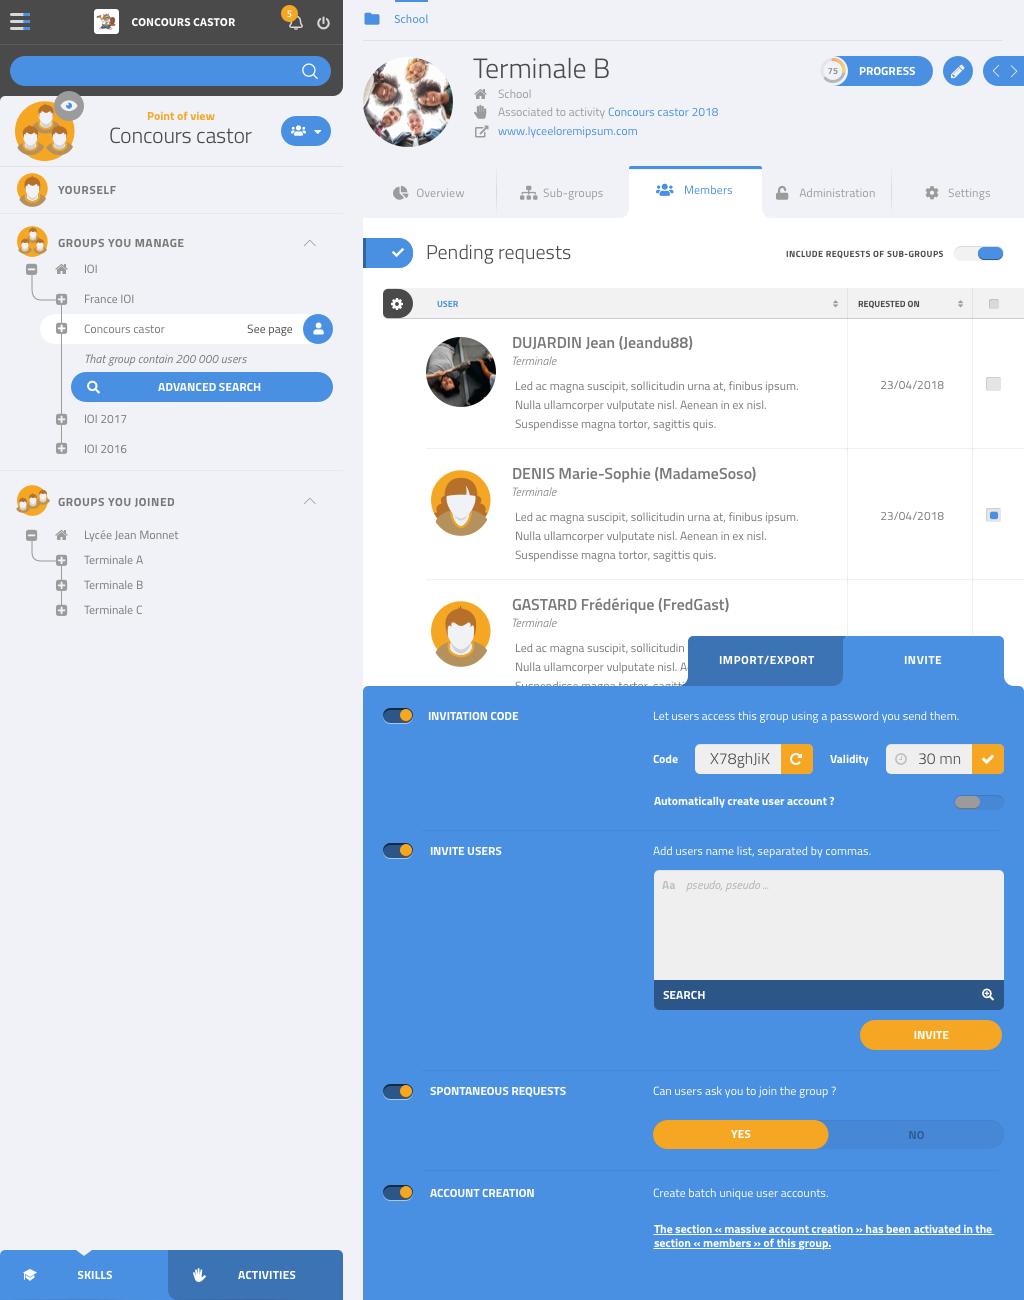 CONCOURS CASTOR
5
Point of view
Concours castor
YOURSELF
GROUPS YOU MANAGE
IOI
France IOI
Concours castor
See page
That group contain 200 000 users
ADVANCED SEARCH
IOI 2017
IOI 2016
GROUPS YOU JOINED
Lycée Jean Monnet
Terminale A
Terminale B
Terminale C
SKILLS
ACTIVITIES
School
Terminale B
School
Associated to activity Concours castor 2018
www.lyceeloremipsum.com
75
PROGRESS
Overview
Sub-groups
Members
Administration
Settings
Pending requests
INCLUDE REQUESTS OF SUB-GROUPS
USER
REQUESTED ON
DUJARDIN Jean (Jeandu88)
Terminale
Led ac magna suscipit, sollicitudin urna at, finibus ipsum.
Nulla ullamcorper vulputate nisl. Aenean in ex nisl.
Suspendisse magna tortor, sagittis quis.
23/04/2018
DENIS Marie-Sophie (MadameSoso)
Terminale
Led ac magna suscipit, sollicitudin urna at, finibus ipsum.
Nulla ullamcorper vulputate nisl. Aenean in ex nisl.
Suspendisse magna tortor, sagittis quis.
23/04/2018
GASTARD Frédérique (FredGast)
Terminale
Led ac magna suscipit, sollicitudin
Nulla ullamcorper vulputate nisl. A
Suspendisse magna tortor, sagitti
IMPORT/EXPORT
INVITE
INVITATION CODE
Let users access this group using a password you send them.
Code
X78ghJiK
Validity
30 mn
Automatically create user account ?
INVITE USERS
Add users name list, separated by commas.
Aa pseudo, pseudo ...
SEARCH
INVITE
SPONTANEOUS REQUESTS
Can users ask you to join the group ?
YES
NO
ACCOUNT CREATION
Create batch unique user accounts.
The section « massive account creation » has been activated in the
section « members » of this group.